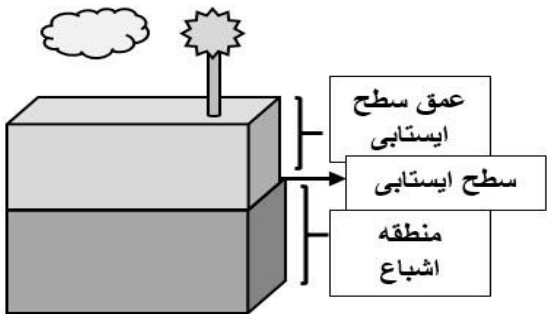 عمق سطح
ایستابی
سطح ایستابی
منطقه
اشباع